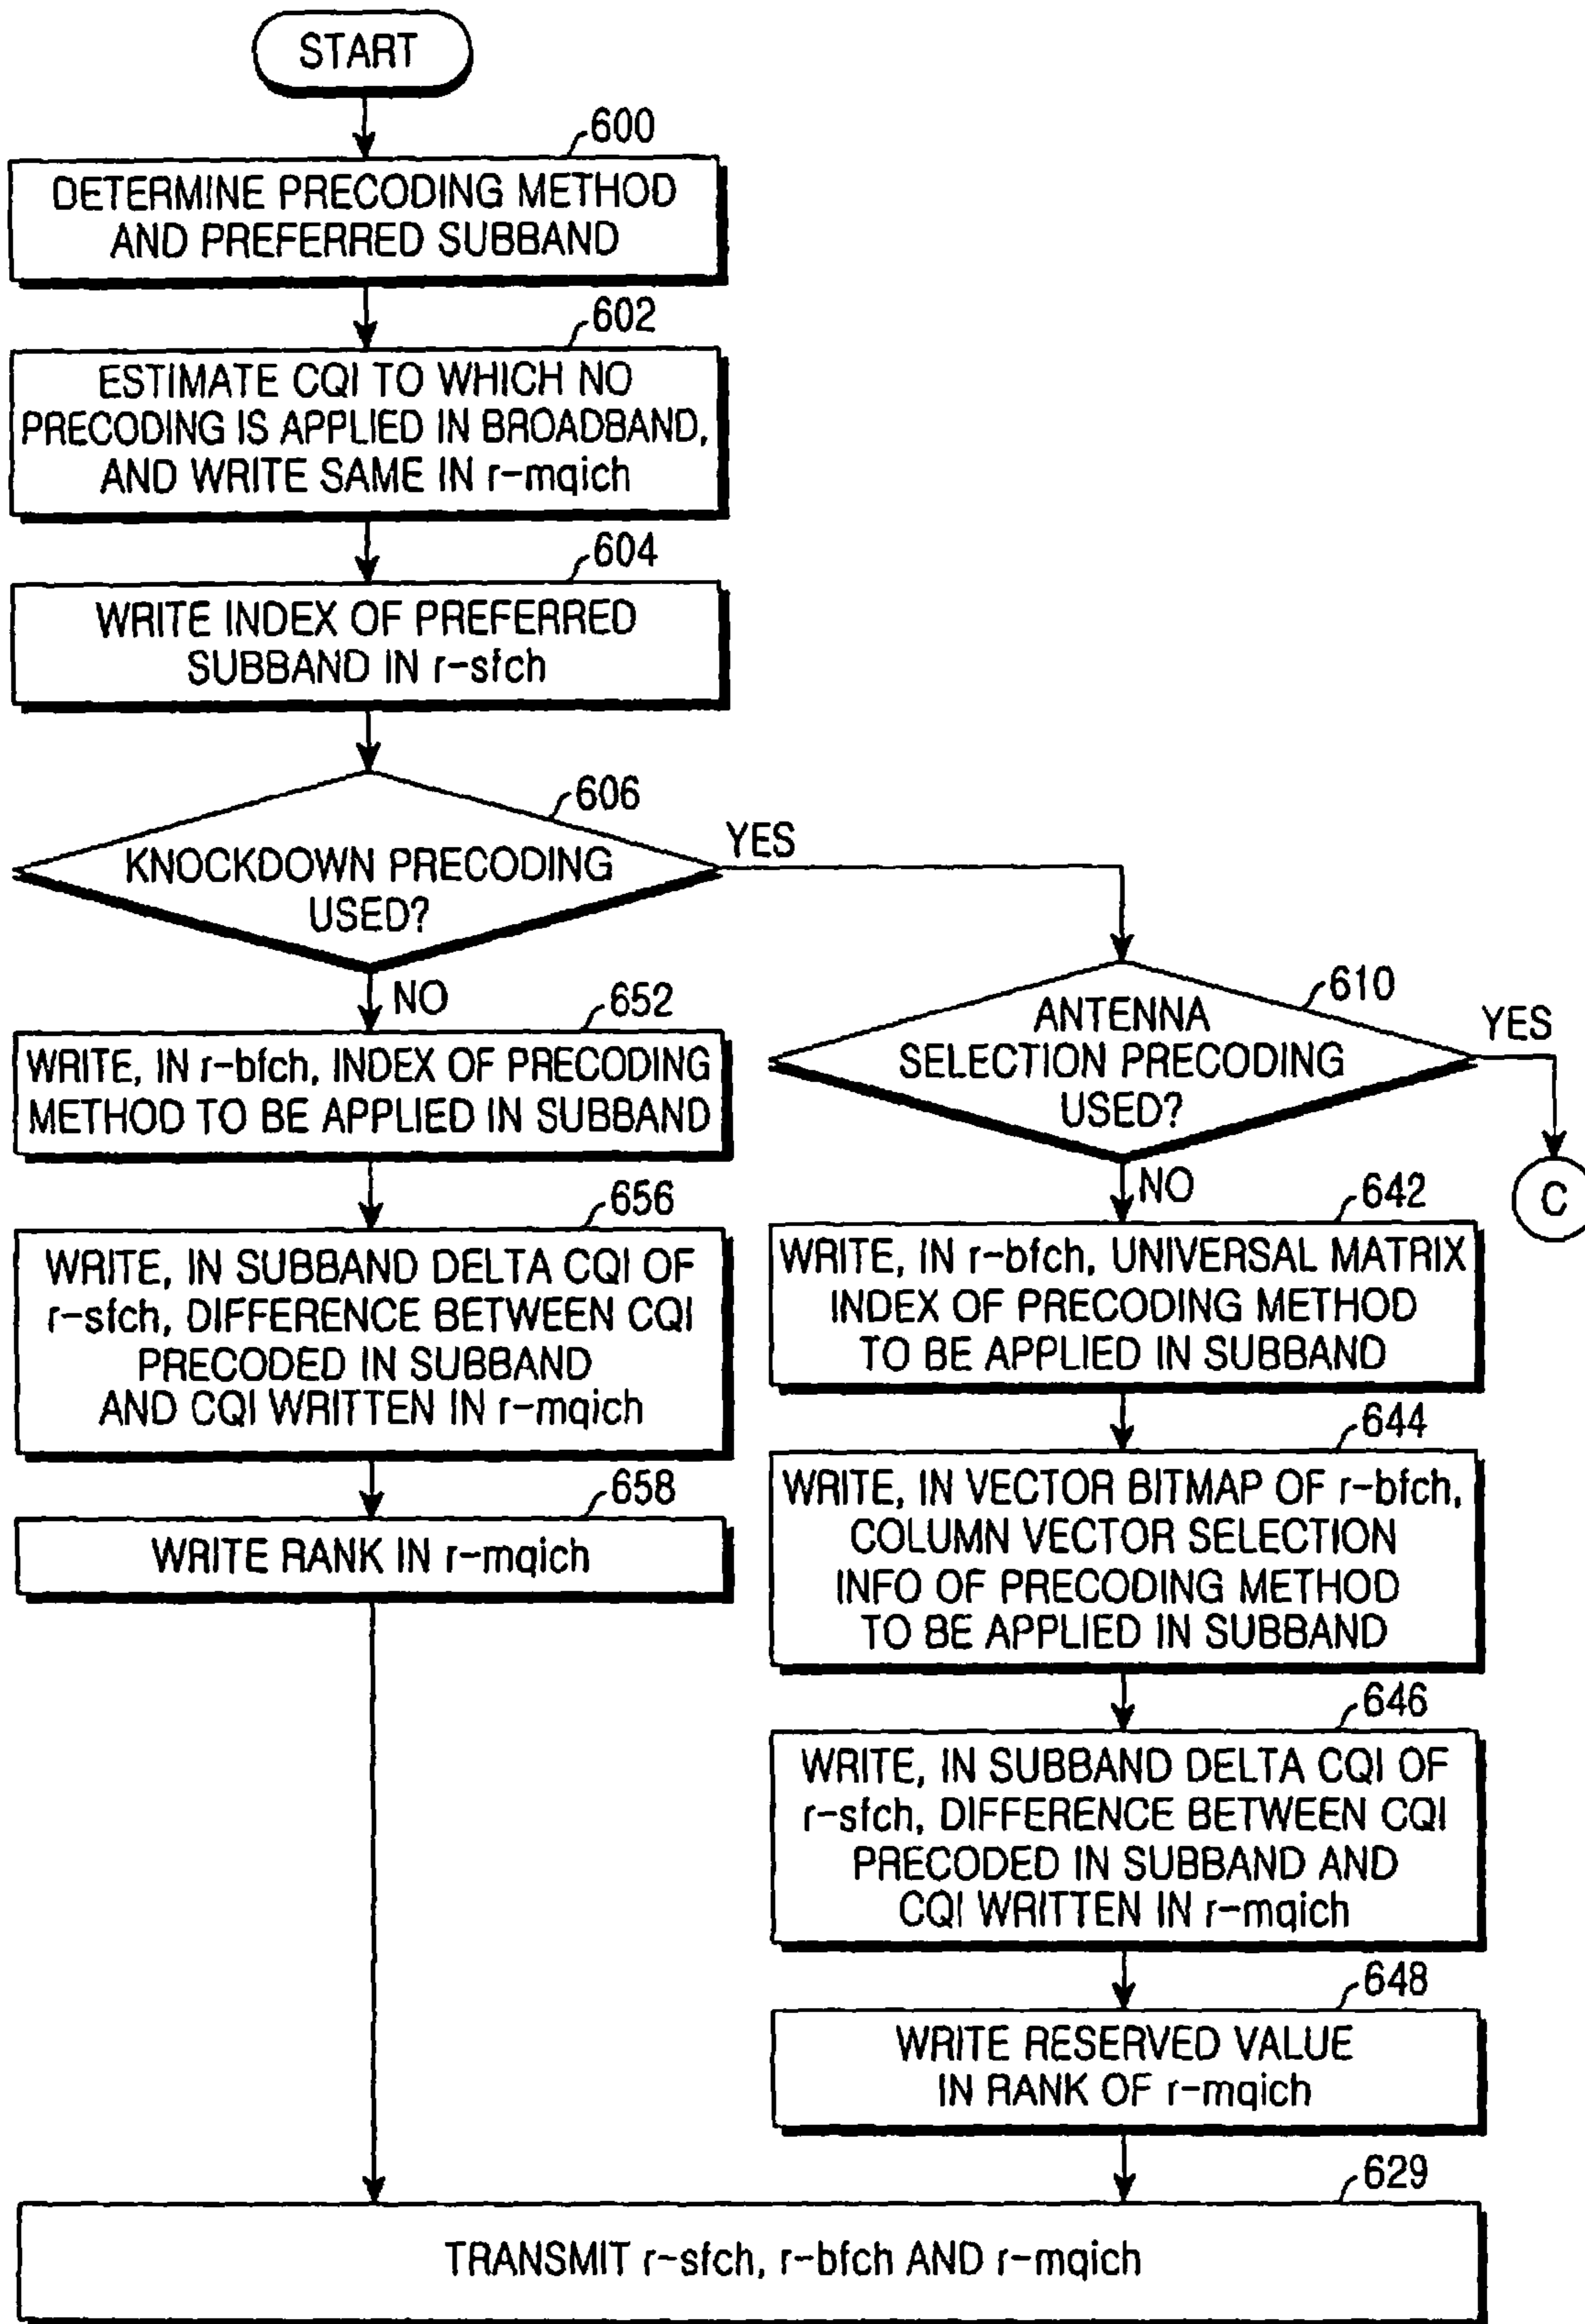 START
600
DETERMINE PRECODING METHOD
AND PREFERRED SUBBAND
602
ESTIMATE CQI TO WHICH NO
PRECODING IS APPLIED IN BROADBAND,
AND WRITE SAME IN r-mqich
604
WRITE INDEX OF PREFERRED
SUBBAND IN r-sfch
606
KNOCKDOWN PRECODING
USED?
YES
NO
652
WRITE, IN r-bfch, INDEX OF PRECODING
METHOD TO BE APPLIED IN SUBBAND
656
WRITE, IN SUBBAND DELTA CQI OF
r-sfch, DIFFERENCE BETWEEN CQI
PRECODED IN SUBBAND
AND CQI WRITTEN IN r-mqich
658
WRITE RANK IN r-mqich
610
ANTENNA
SELECTION PRECODING
USED?
YES
C
NO
642
WRITE, IN r-bfch, UNIVERSAL MATRIX
INDEX OF PRECODING METHOD
TO BE APPLIED IN SUBBAND
644
WRITE, IN VECTOR BITMAP OF r-bfch,
COLUMN VECTOR SELECTION
INFO OF PRECODING METHOD
TO BE APPLIED IN SUBBAND
646
WRITE, IN SUBBAND DELTA CQI OF
r-sfch, DIFFERENCE BETWEEN CQI
PRECODED IN SUBBAND AND
CQI WRITTEN IN r-mqich
648
WRITE RESERVED VALUE
IN RANK OF r-mqich
629
TRANSMIT r-sfch, r-bfch AND r-mqich